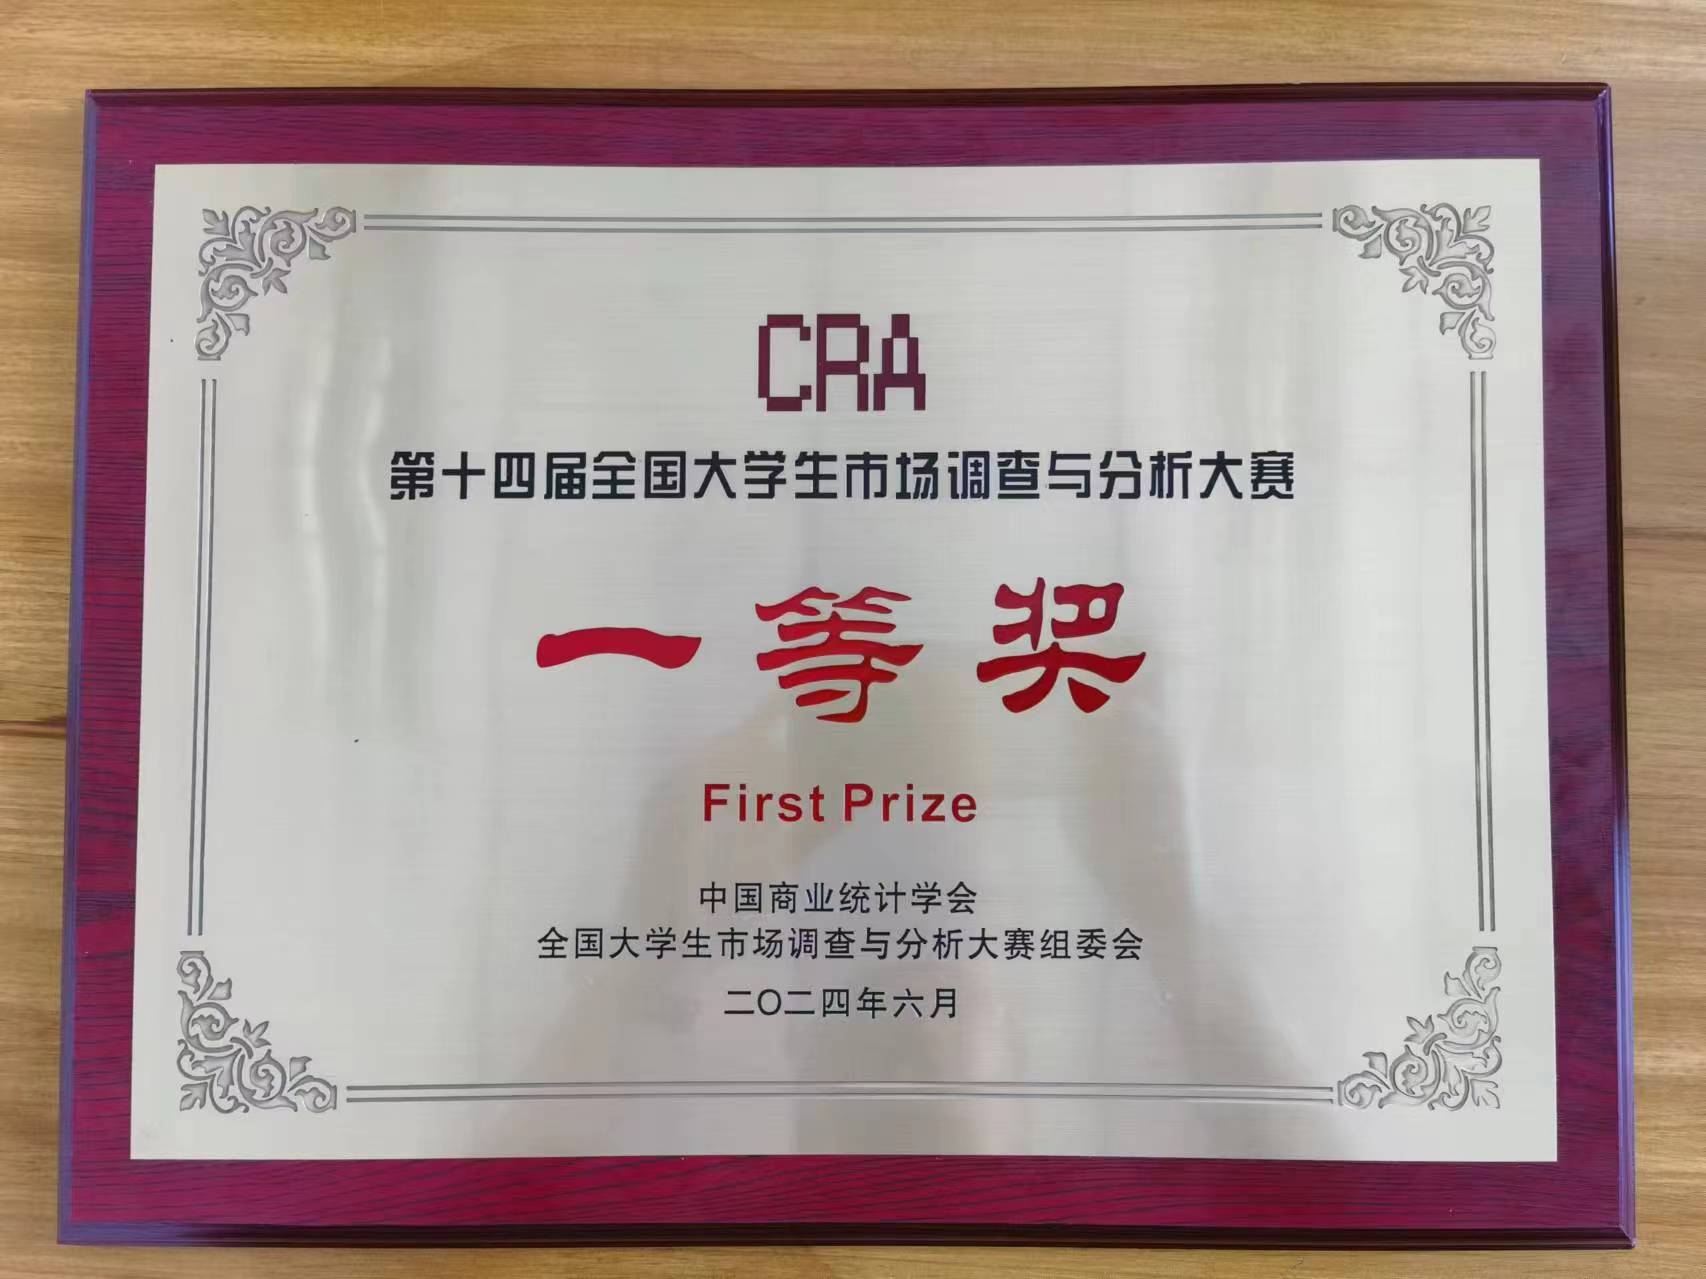 CRA
第十四届全国大学生市场调查与分析大赛
一等奖
First Prize
中国商业统计学会
全国大学生市场调查与分析大赛组委会
二〇二四年六月